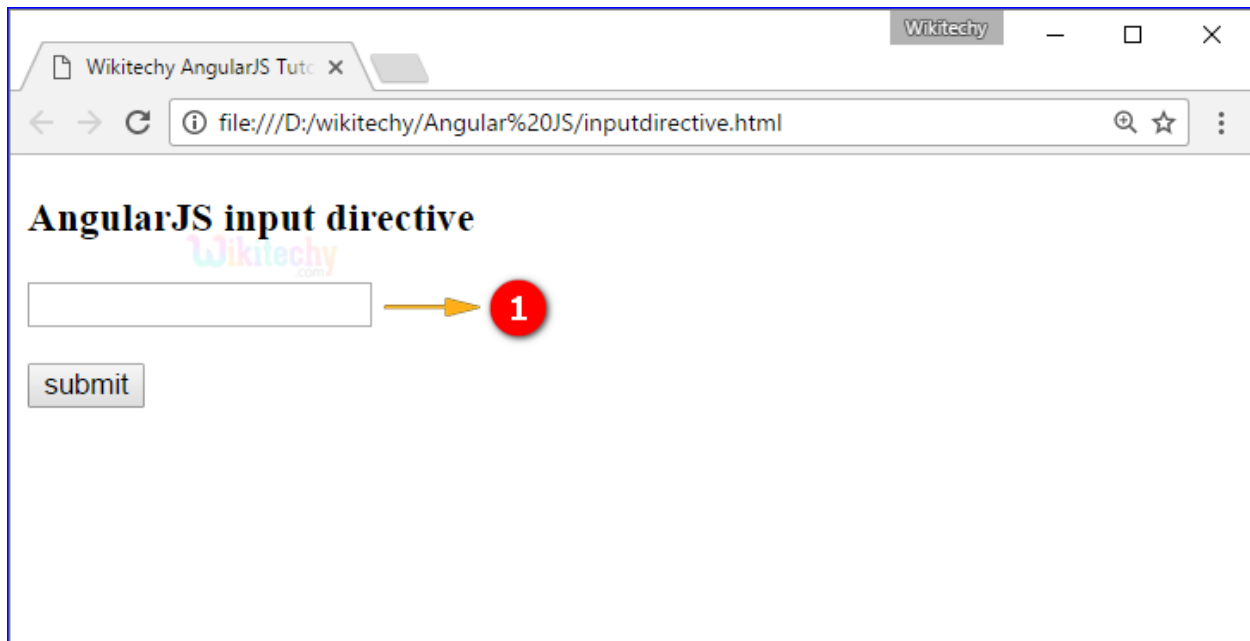 Wikitechy
Wikitechy AngularJS Tuto
file:///D:/wikitechy/Angular%20JS/inputdirective.html
AngularJS input directive
Wikitechy
.com
1
submit